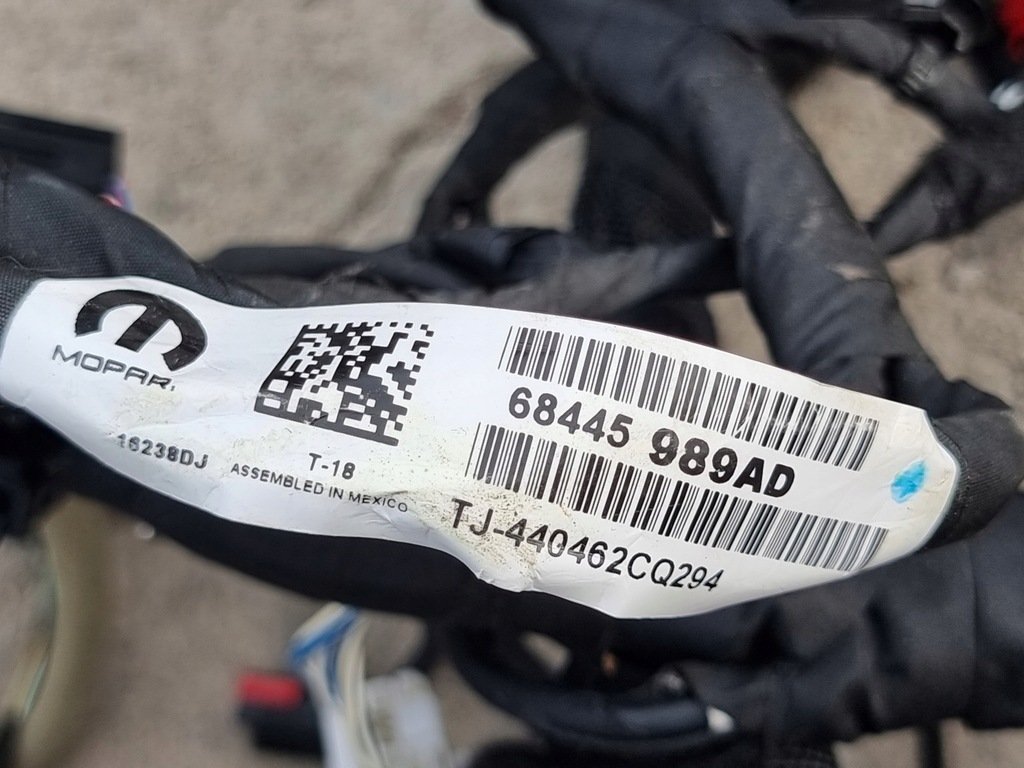 MOPAR
16238DJ
T-18
ASSEMBLED IN MEXICO
68445 989AD
TJ-440462CQ294